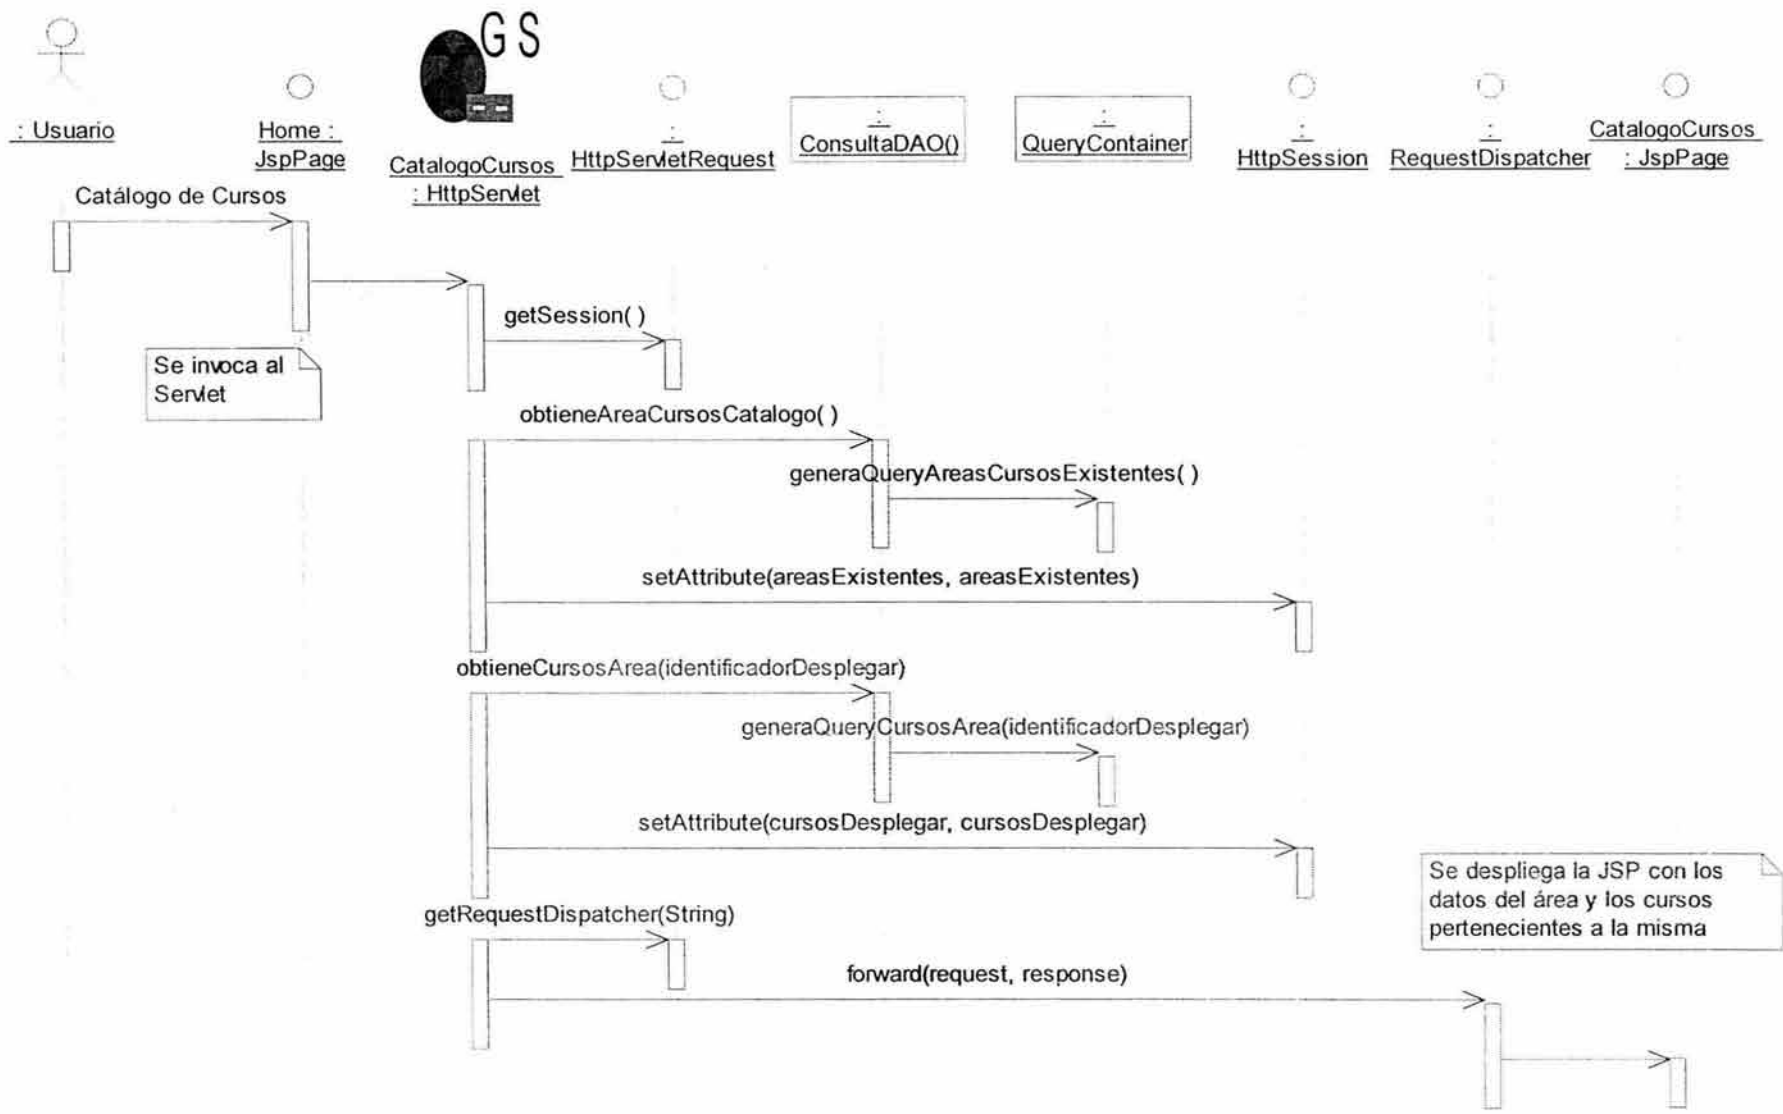 GS
: Usuario
Home :
JspPage
CatalogoCursos
: HttpServlet
:
HttpServletRequest
:
ConsultaDAO()
:
QueryContainer
:
HttpSession
:
RequestDispatcher
CatalogoCursos
: JspPage
Catálogo de Cursos
getSession( )
Se invoca al
Servlet
obtieneAreaCursosCatalogo( )
generaQueryAreasCursosExistentes( )
setAttribute(areasExistentes, areasExistentes)
obtieneCursosArea(identificadorDesplegar)
generaQueryCursosArea(identificadorDesplegar)
setAttribute(cursosDesplegar, cursosDesplegar)
Se despliega la JSP con los
datos del área y los cursos
pertenecientes a la misma
getRequestDispatcher(String)
forward(request, response)